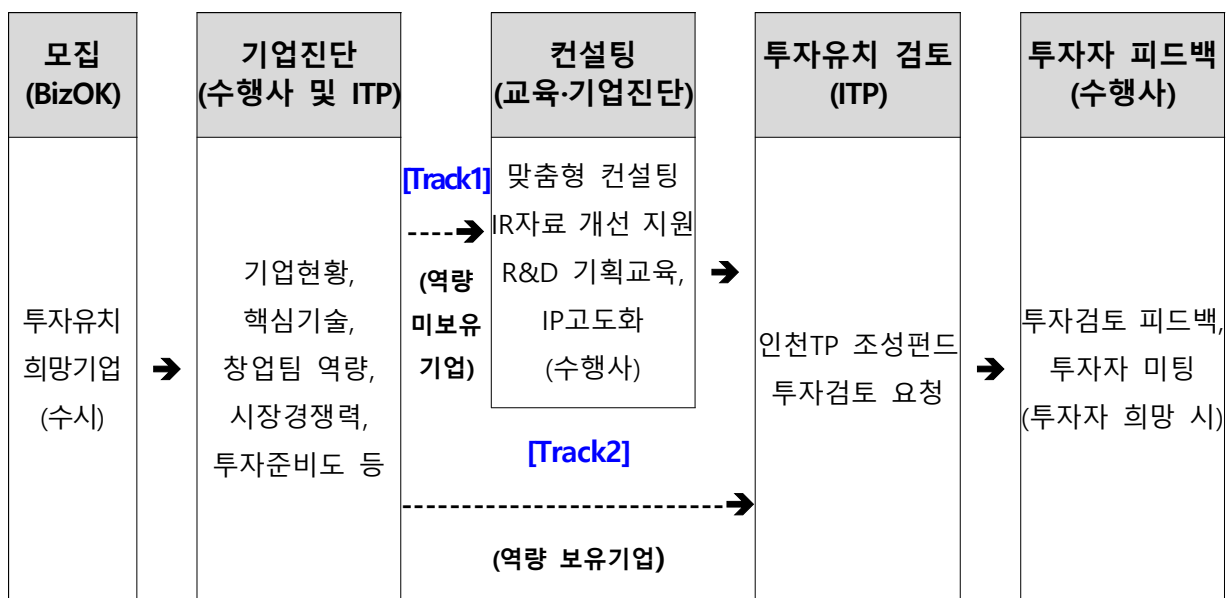 모집
(BizOK)
기업진단
(수행사 및 ITP)
컨설팅
(교육·기업진단)
투자유치 검토
(ITP)
투자자 피드백
(수행사)
투자유치
희망기업
(수시)
➔
기업현황,
핵심기술,
창업팀 역량,
시장경쟁력,
투자준비도 등
[Track1]
----➔
(역량
미보유
기업)
맞춤형 컨설팅
IR자료 개선 지원
R&D 기획교육,
IP고도화
(수행사)
➔
[Track2]
---------------------------➔
(역량 보유기업)
인천TP 조성펀드
투자검토 요청
➔
투자검토 피드백,
투자자 미팅
(투자자 희망 시)